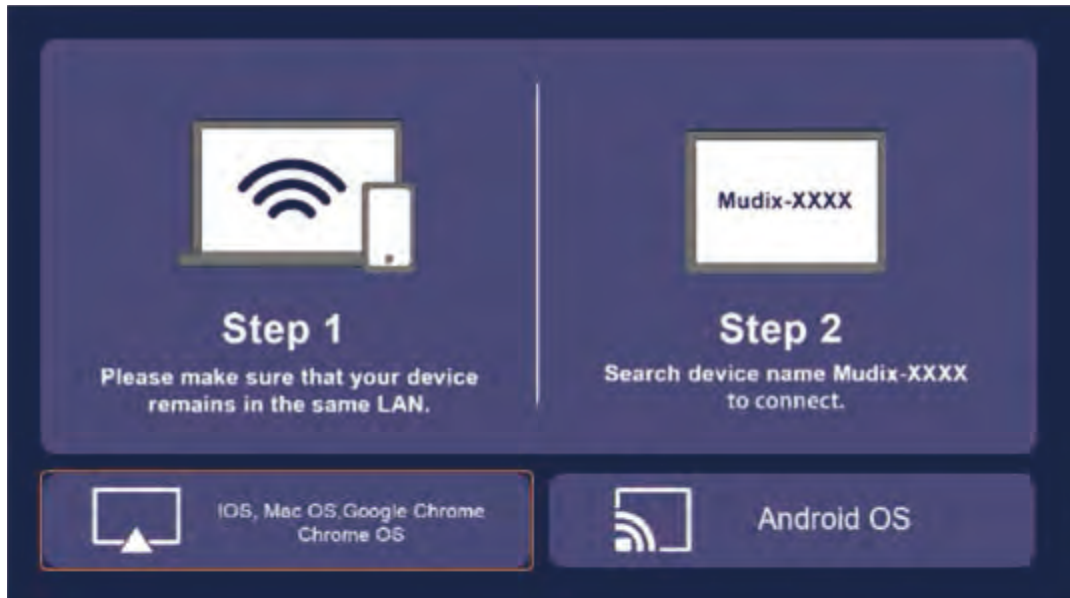 Mudix-XXXX
Step 1
Please make sure that your device
remains in the same LAN.
Step 2
Search device name Mudix-XXXX
to connect.
IOS, Mac OS,Google Chrome
Chrome OS
Android OS